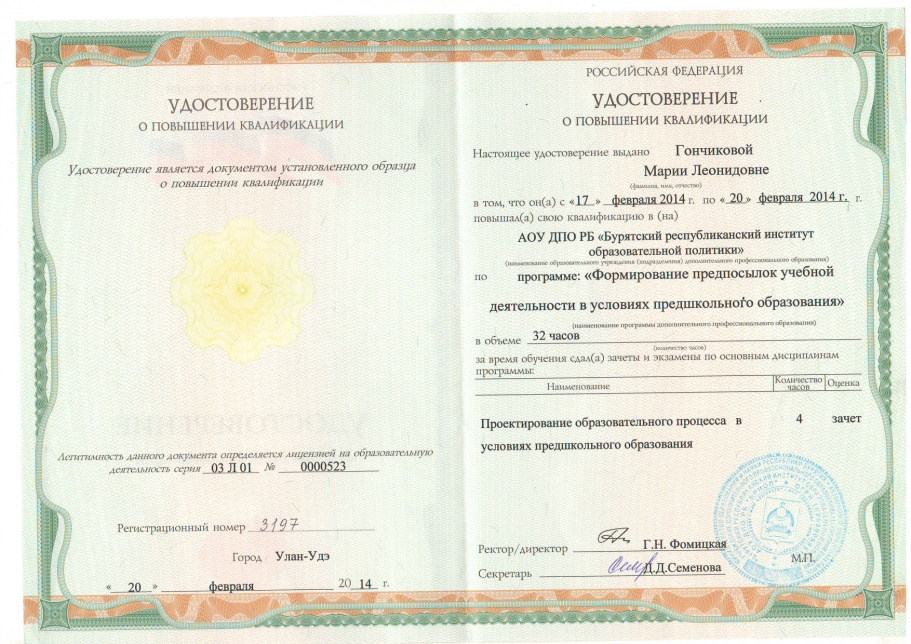 УДОСТОВЕРЕНИЕ
О ПОВЫШЕНИИ КВАЛИФИКАЦИИ
Удостоверение является документом установленного образца
о повышении квалификации
Легитимность данного документа определяется лицензией на образовательную
деятельность серия 03 Л 01 № 0000523
Регистрационный номер 3197
Город Улан-Удэ
« 20 » февраля 20 14 г.
РОССИЙСКАЯ ФЕДЕРАЦИЯ
УДОСТОВЕРЕНИЕ
О ПОВЫШЕНИИ КВАЛИФИКАЦИИ
Настоящее удостоверение выдано Гончиковой
Марии Леонидовне
(фамилия, имя, отчество)
в том, что он(а) с «17» февраля 2014 г. по «20» февраля 2014 г. г.
повышал(а) свою квалификацию в (на)
АОУ ДПО РБ «Бурятский республиканский институт
образовательной политики»
(наименование образовательного учреждения (подразделения) дополнительного профессионального образования)
по программе: «Формирование предпосылок учебной
деятельности в условиях предшкольного образования»
(наименование программы дополнительного профессионального образования)
в объеме 32 часов
(количество часов)
за время обучения сдал(а) зачеты и экзамены по основным дисциплинам
программы:
Наименование Количество часов Оценка
Проектирование образовательного процесса в 4 зачет
условиях предшкольного образования
Ректор/директор Г.Н. Фомицкая
М.П.
Секретарь Д.Д.Семенова